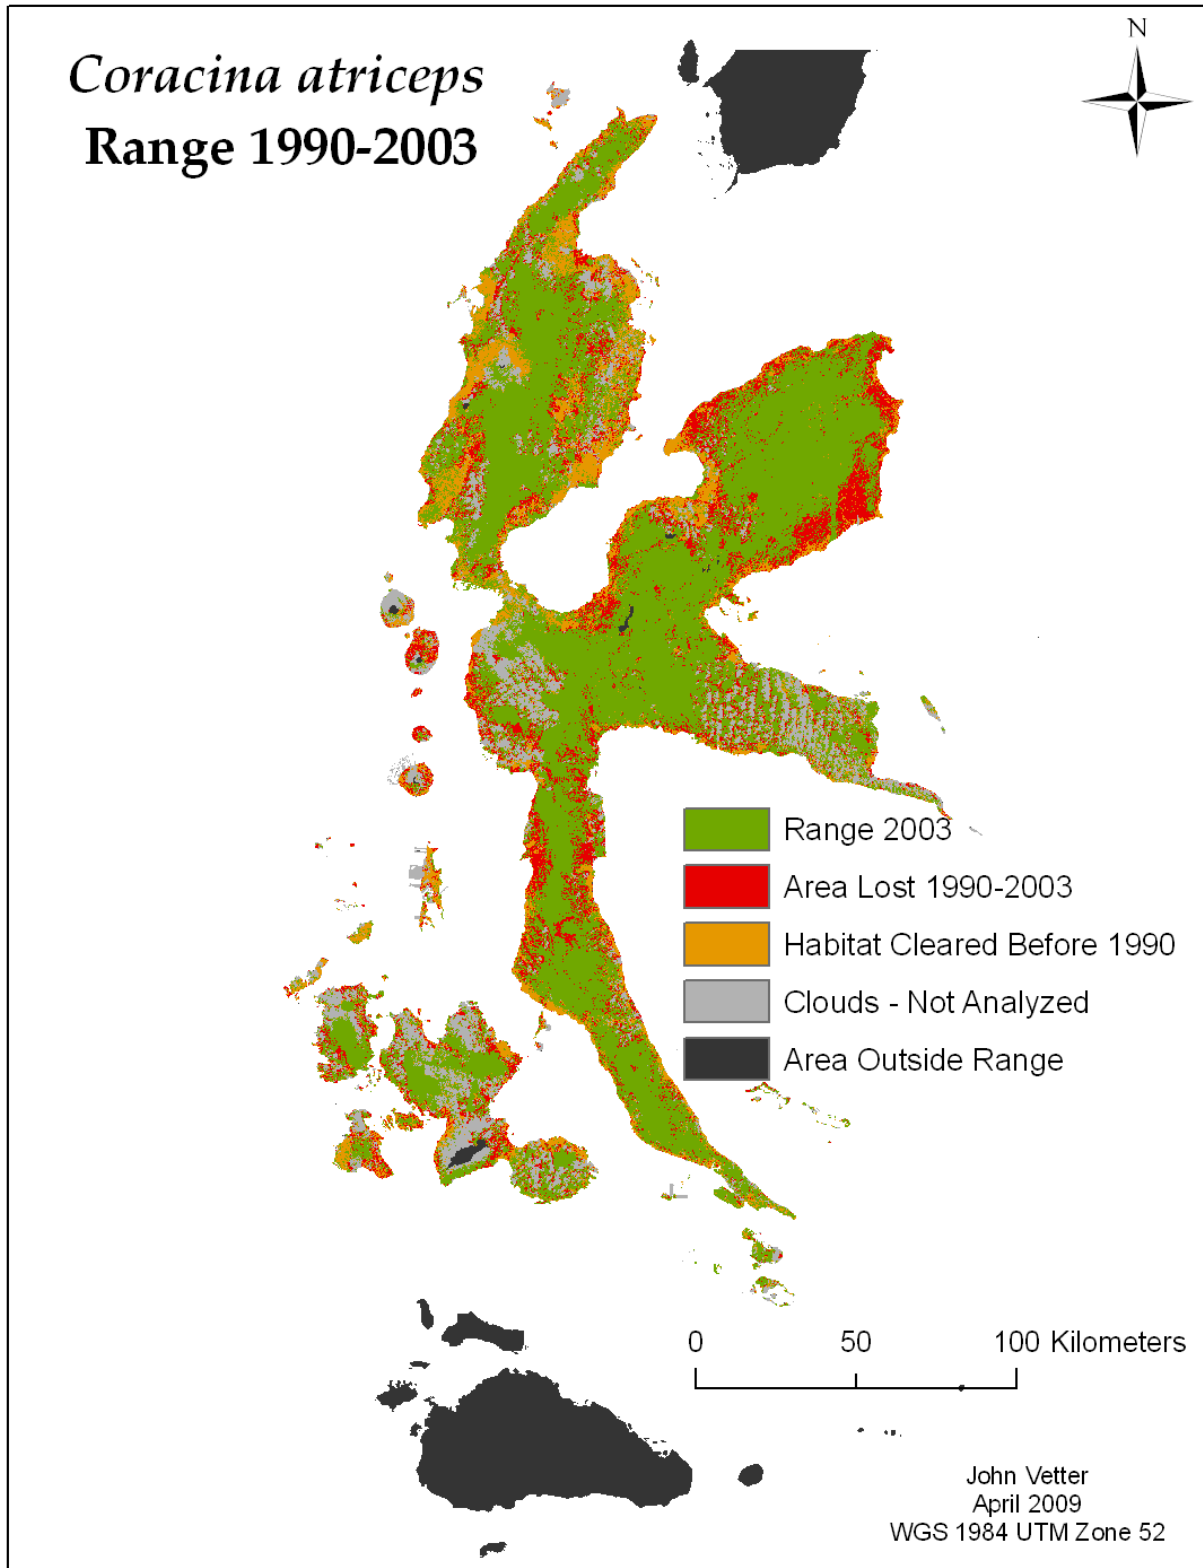 Coracina atriceps
Range 1990-2003
N
Range 2003
Area Lost 1990-2003
Habitat Cleared Before 1990
Clouds - Not Analyzed
Area Outside Range
0 50 100 Kilometers
John Vetter
April 2009
WGS 1984 UTM Zone 52